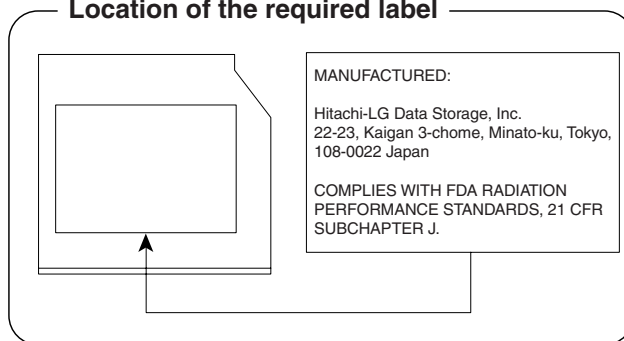 Location of the required label
MANUFACTURED:
Hitachi-LG Data Storage, Inc.
22-23, Kaigan 3-chome, Minato-ku, Tokyo,
108-0022 Japan
COMPLIES WITH FDA RADIATION
PERFORMANCE STANDARDS, 21 CFR
SUBCHAPTER J.